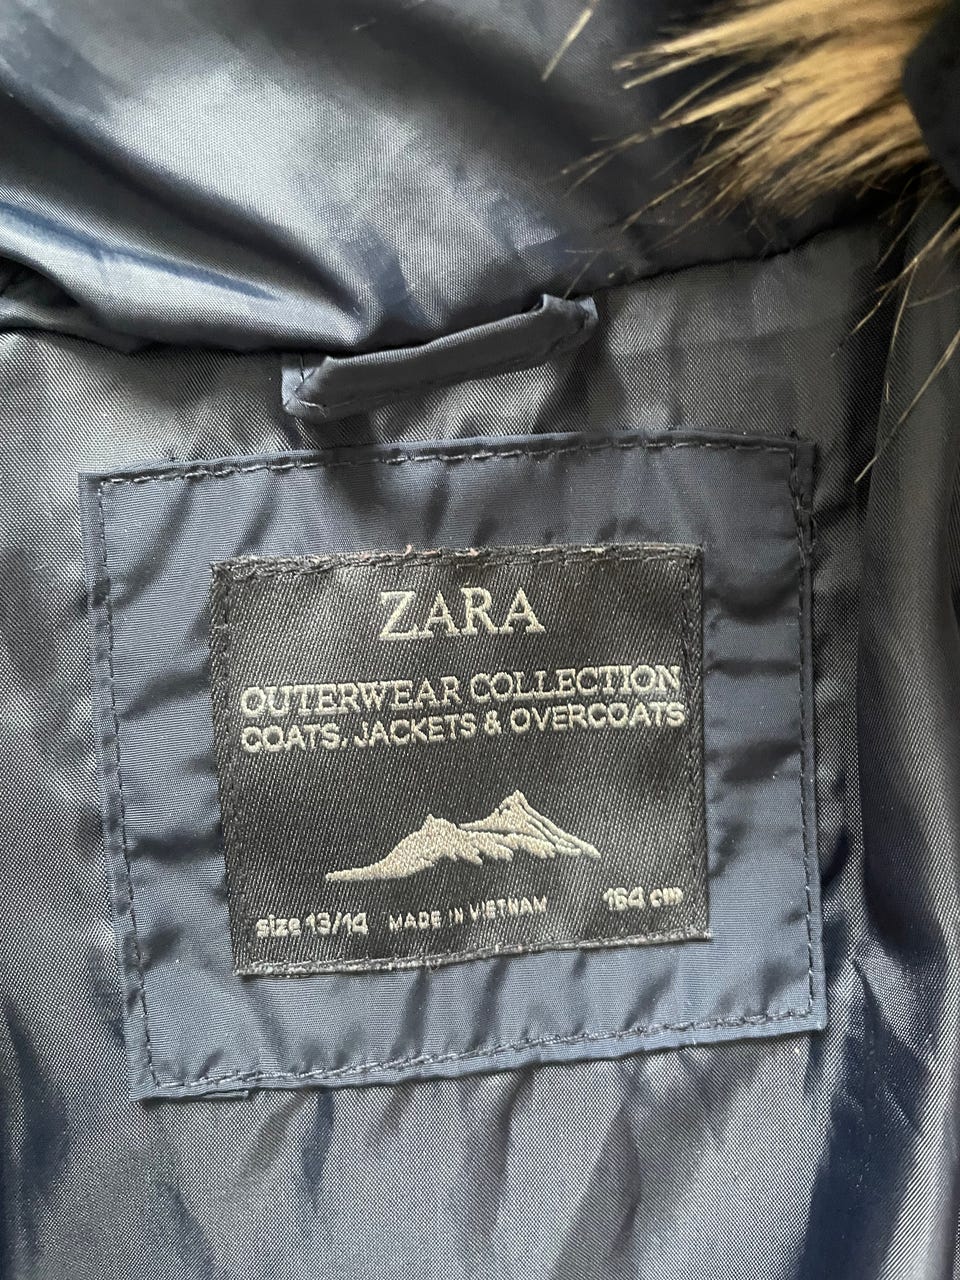 ZARA
OUTERWEAR COLLECTION
COATS, JACKETS & OVERCOATS
size 13/14 MADE IN VIETNAM 164 cm